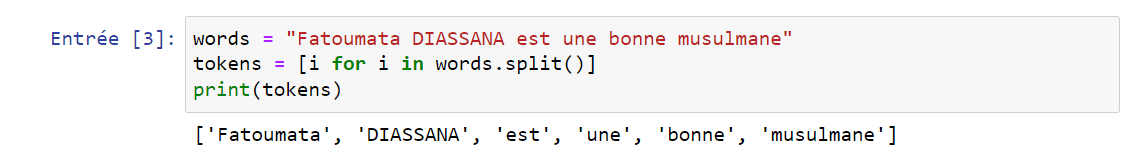 Entrée [3]: words = "Fatoumata DIASSANA est une bonne musulmane"
tokens = [i for i in words.split()]
print(tokens)
['Fatoumata', 'DIASSANA', 'est', 'une', 'bonne', 'musulmane']